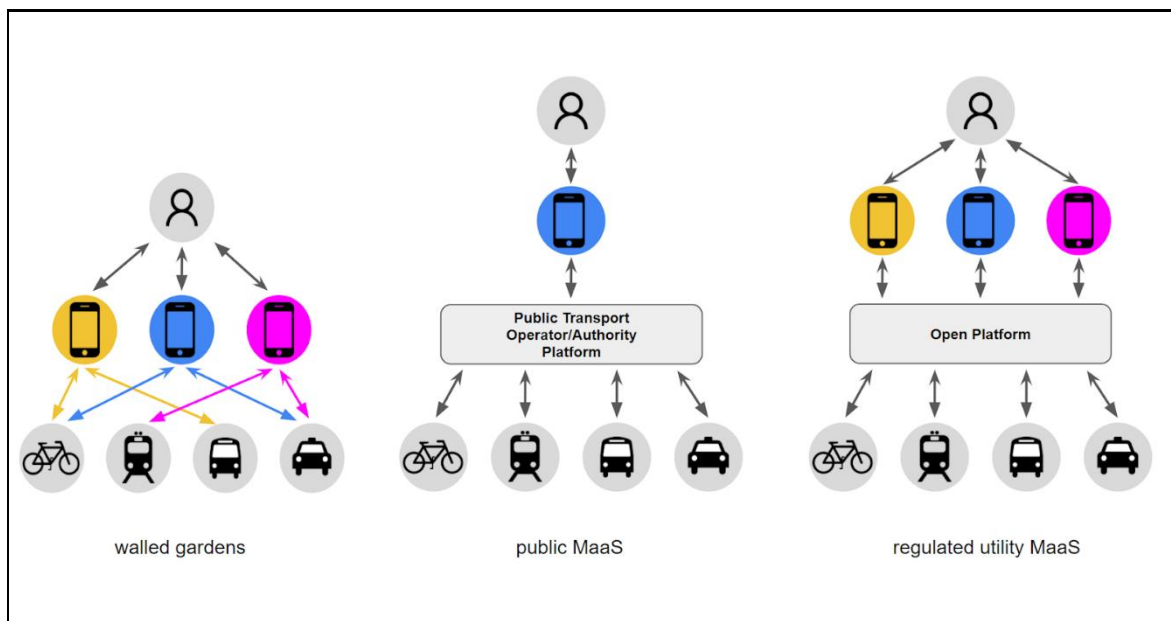 Public Transport
Operator/Authority
Platform
Open Platform
walled gardens
public MaaS
regulated utility MaaS